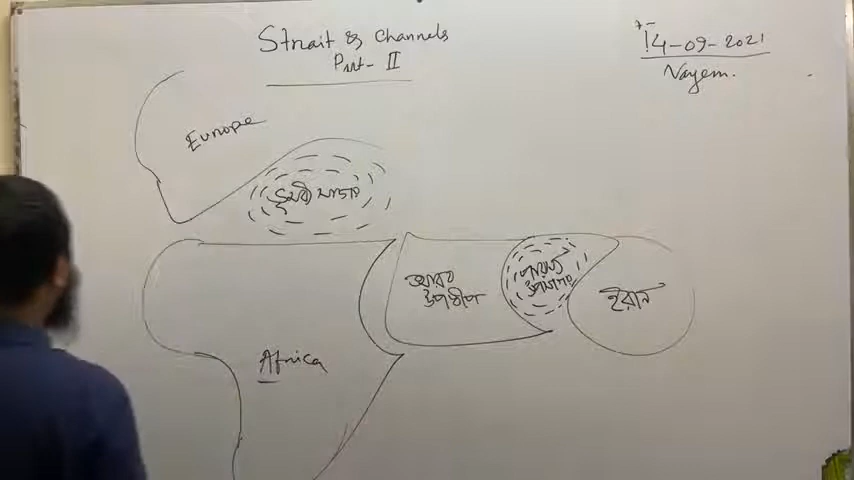 Strait & Channels
Part- II
14-09-2021
Nayem.
Europe
ভূমধ্য সাগর
আরব
উপদ্বীপ
পারস্য
উপসাগর
ইরান
Africa